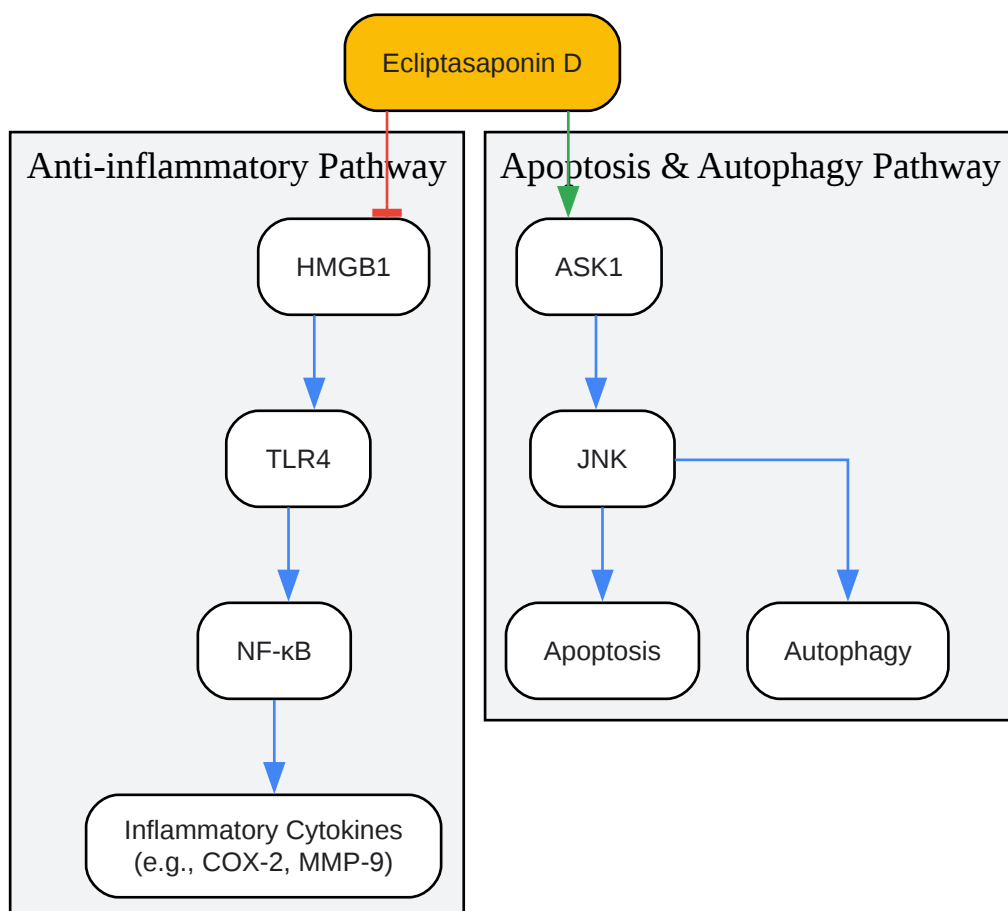 Ecliptasaponin D
Anti-inflammatory Pathway
HMGB1
TLR4
NF-κB
Inflammatory Cytokines
(e.g., COX-2, MMP-9)
Apoptosis & Autophagy Pathway
ASK1
JNK
Apoptosis
Autophagy